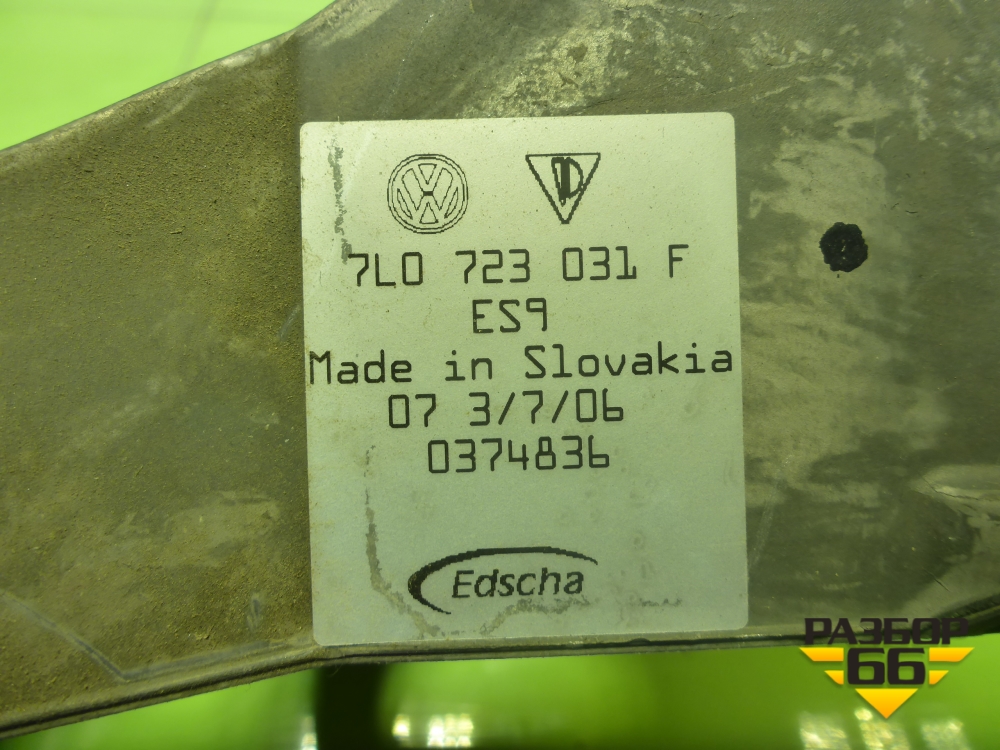 7L0 723 031 F
ES9
Made in Slovakia
07 3/7/06
0374836
Edscha
РАЗБОР
66